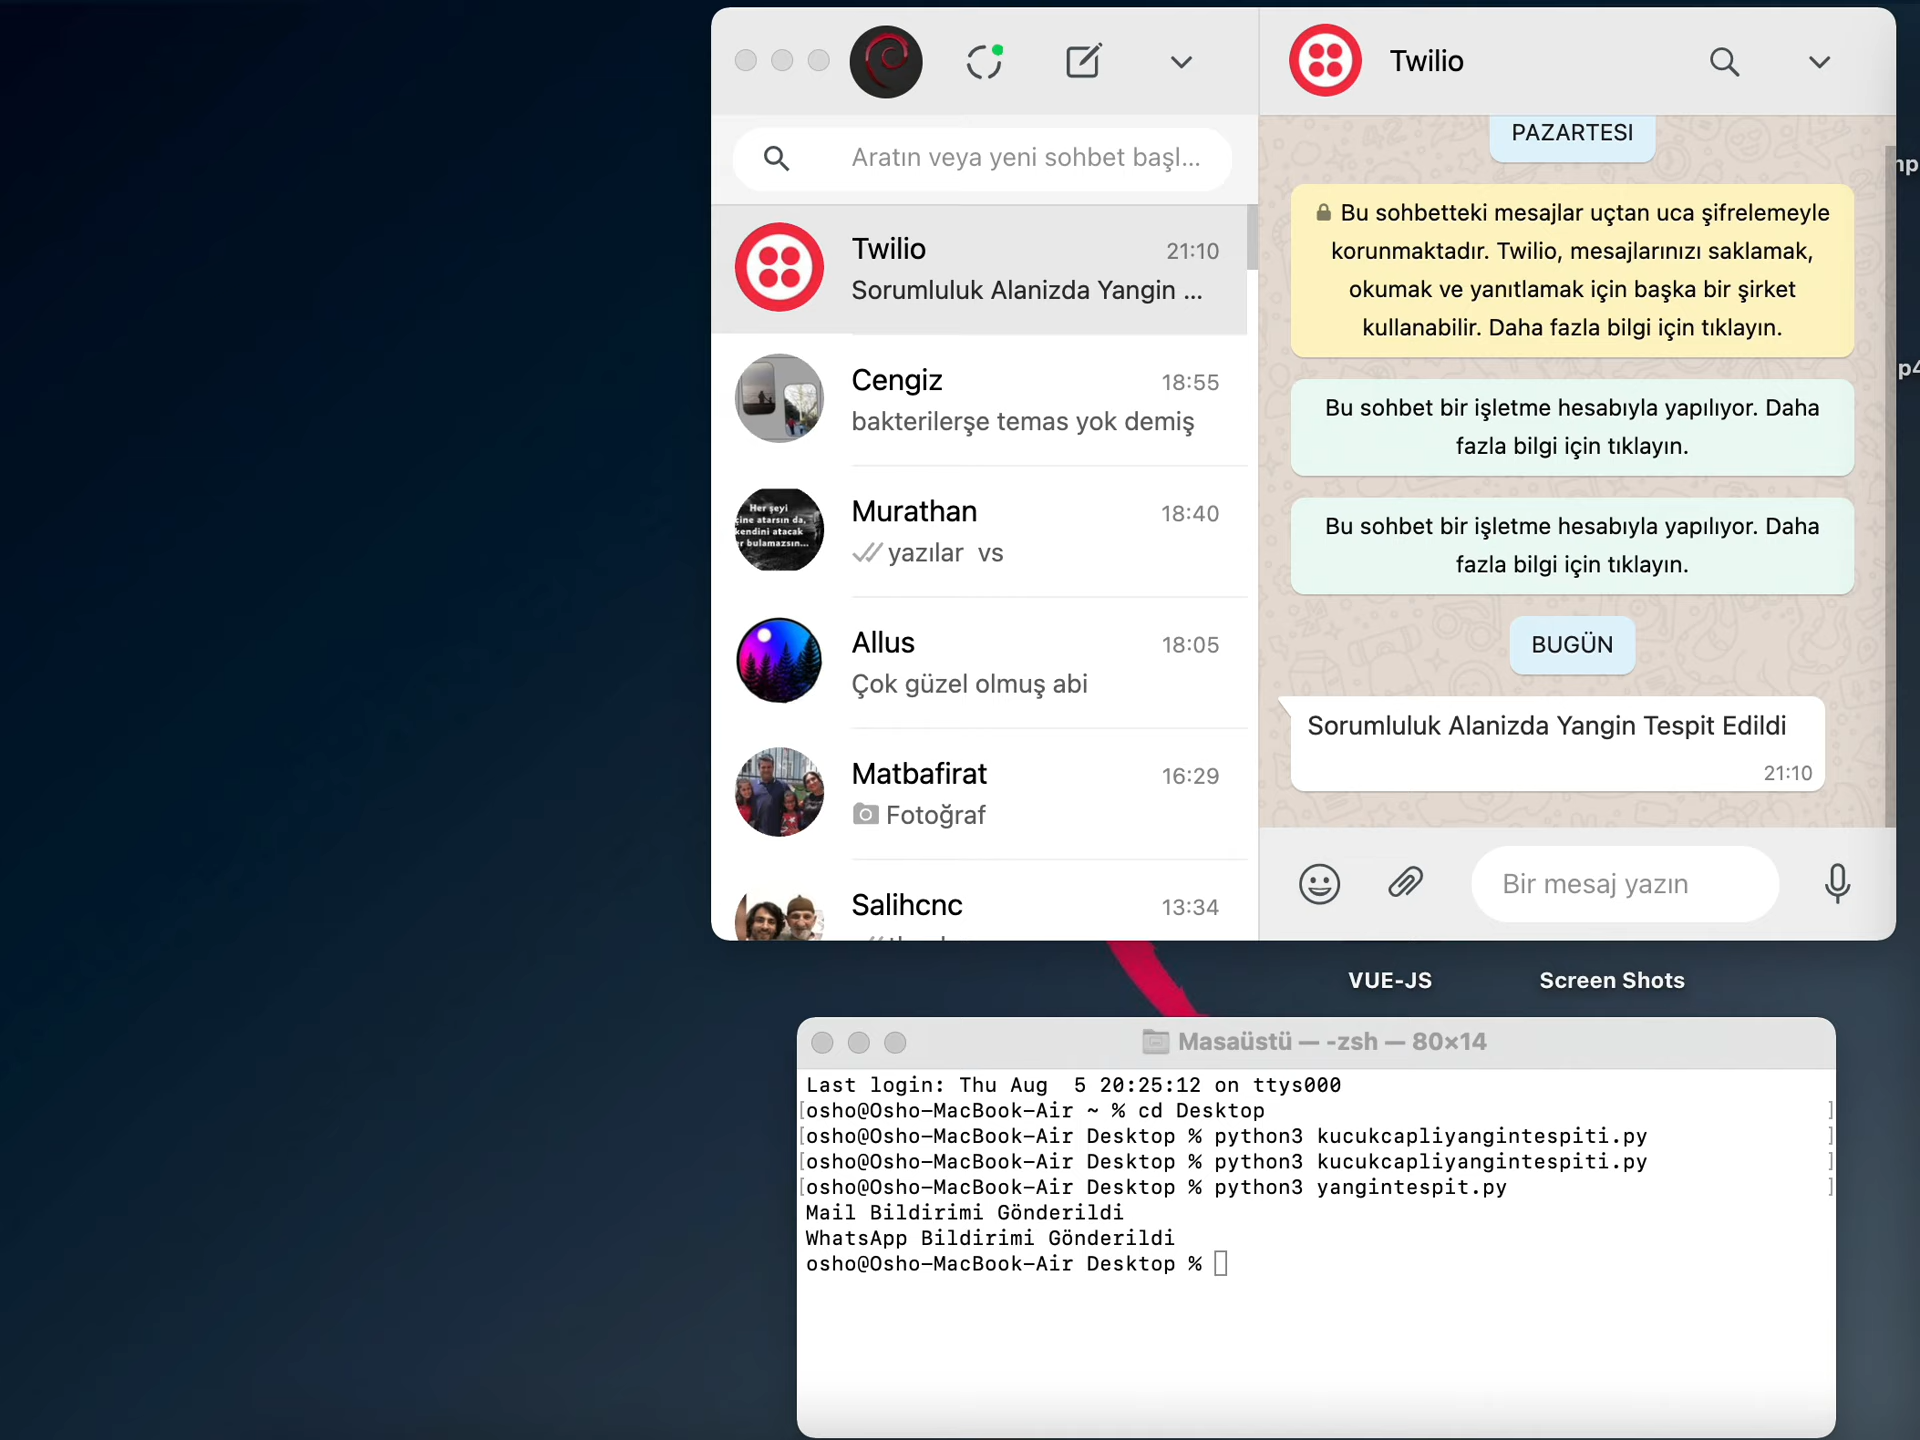 Twilio
Aratın veya yeni sohbet başl...
Twilio 21:10
Sorumluluk Alanizda Yangin ...
Cengiz 18:55
bakterilerşe temas yok demiş
Her şeyi
içine atarsın da,
kendini atacak
bulamazsın...
Murathan 18:40
yazılar vs
Allus 18:05
Çok güzel olmuş abi
Matbafirat 16:29
Fotoğraf
Salihcnc 13:34
PAZARTESI
Bu sohbetteki mesajlar uçtan uca şifrelemeyle
korunmaktadır. Twilio, mesajlarınızı saklamak,
okumak ve yanıtlamak için başka bir şirket
kullanabilir. Daha fazla bilgi için tıklayın.
Bu sohbet bir işletme hesabıyla yapılıyor. Daha
fazla bilgi için tıklayın.
Bu sohbet bir işletme hesabıyla yapılıyor. Daha
fazla bilgi için tıklayın.
BUGÜN
Sorumluluk Alanizda Yangin Tespit Edildi
21:10
Bir mesaj yazın
VUE-JS Screen Shots
Masaüstü — -zsh — 80×14
Last login: Thu Aug  5 20:25:12 on ttys000
[osho@Osho-MacBook-Air ~ % cd Desktop ]
[osho@Osho-MacBook-Air Desktop % python3 kucukcapliyangintespiti.py ]
[osho@Osho-MacBook-Air Desktop % python3 kucukcapliyangintespiti.py ]
[osho@Osho-MacBook-Air Desktop % python3 yangintespit.py ]
Mail Bildirimi Gönderildi
WhatsApp Bildirimi Gönderildi
osho@Osho-MacBook-Air Desktop %